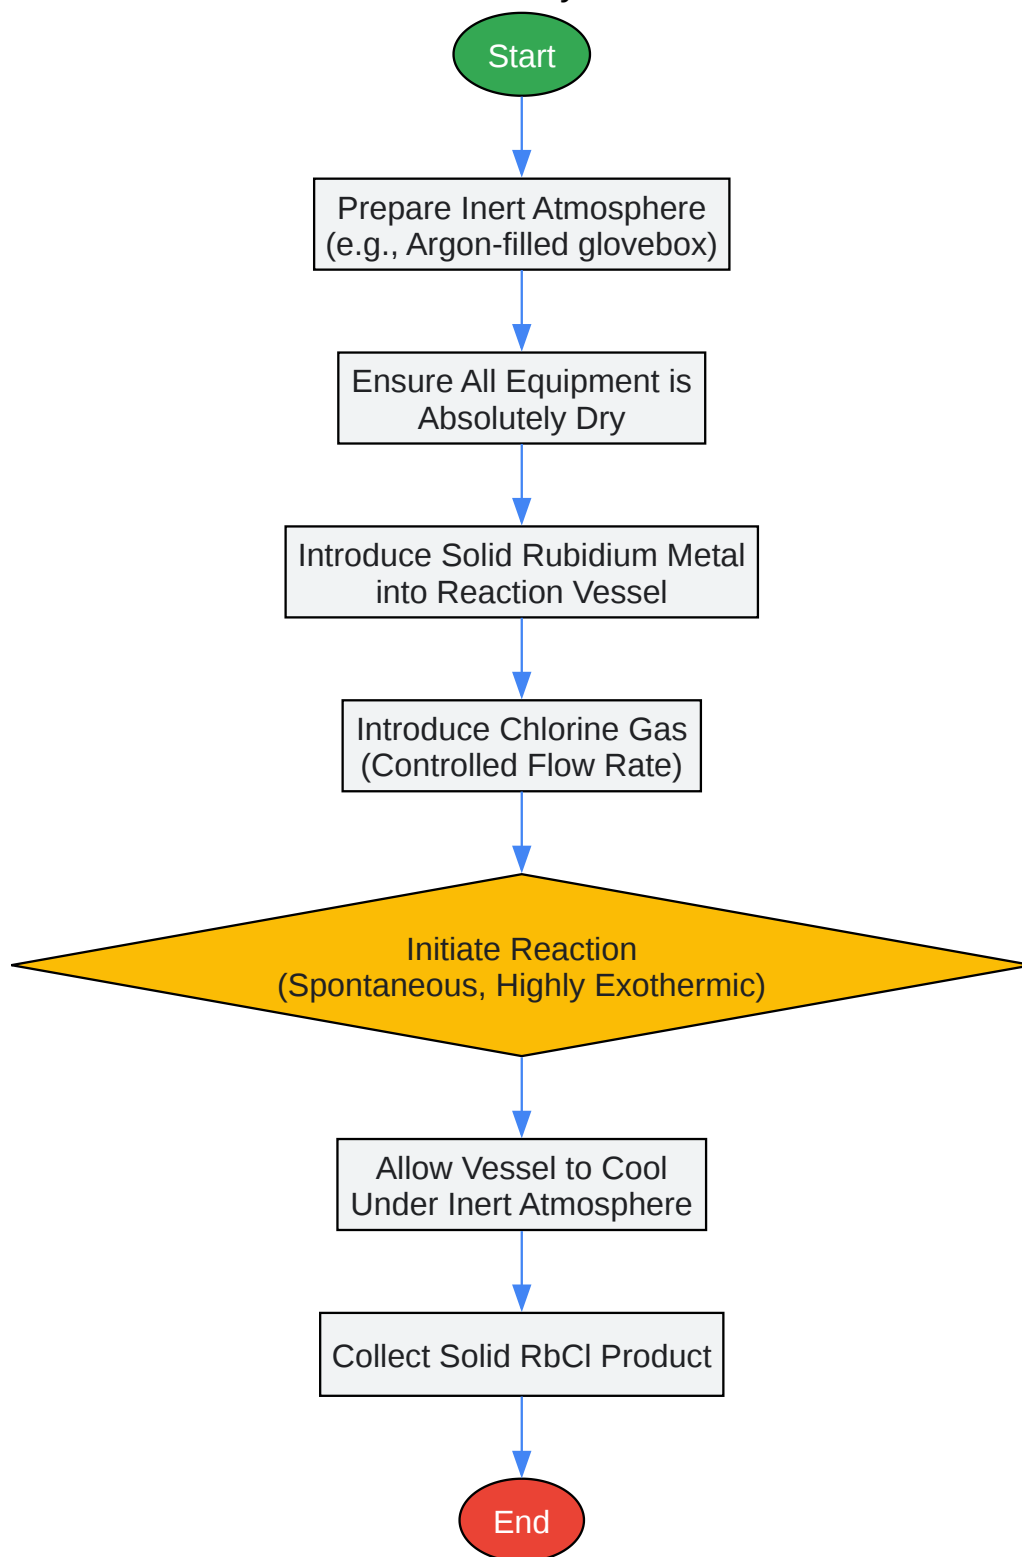 Start
Prepare Inert Atmosphere
(e.g., Argon-filled glovebox)
Ensure All Equipment is
Absolutely Dry
Introduce Solid Rubidium Metal
into Reaction Vessel
Introduce Chlorine Gas
(Controlled Flow Rate)
Initiate Reaction
(Spontaneous, Highly Exothermic)
Allow Vessel to Cool
Under Inert Atmosphere
Collect Solid RbCl Product
End